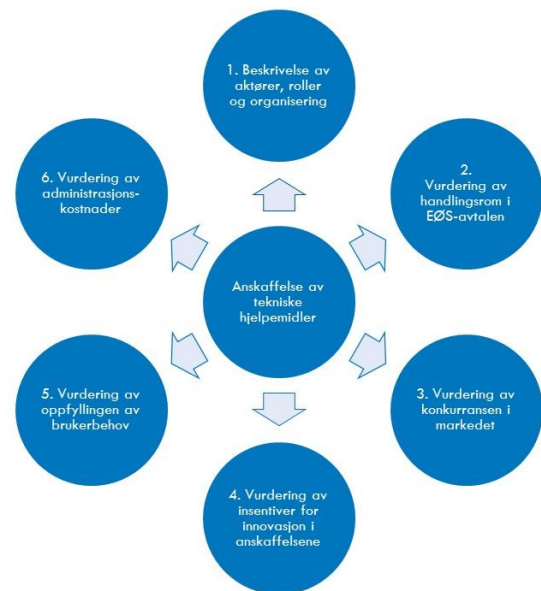 1. Beskrivelse av
aktører, roller
og organisering
2.
Vurdering av
handlingsrom i
EØS-avtalen
3. Vurdering av
konkurransen i
markedet
4. Vurdering av
insentiver for
innovasjon i
anskaffelsene
5. Vurdering av
oppfyllingen av
brukerbehov
6. Vurdering av
administrasjons-
kostnader
Anskaffelse av
tekniske
hjelpemidler